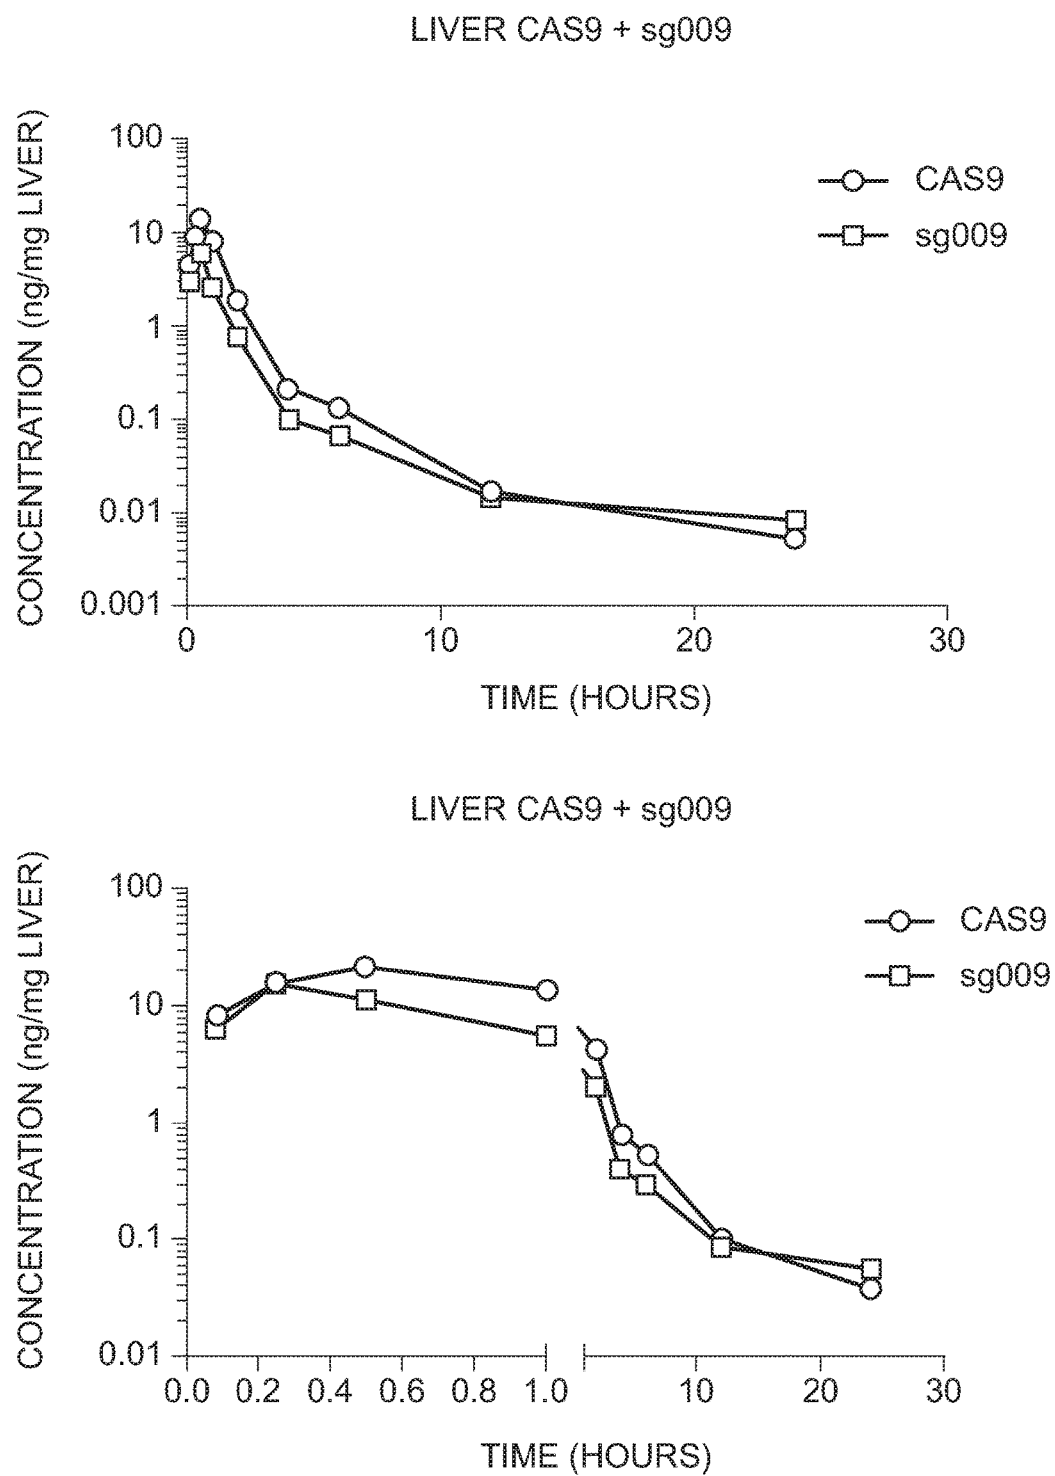 LIVER CAS9 + sg009
CONCENTRATION (ng/mg LIVER)
100
10
1
0.1
0.01
0.001
CAS9
sg009
0 10 20 30
TIME (HOURS)
LIVER CAS9 + sg009
CONCENTRATION (ng/mg LIVER)
100
10
1
0.1
0.01
CAS9
sg009
0.0 0.2 0.4 0.6 0.8 1.0 10 20 30
TIME (HOURS)